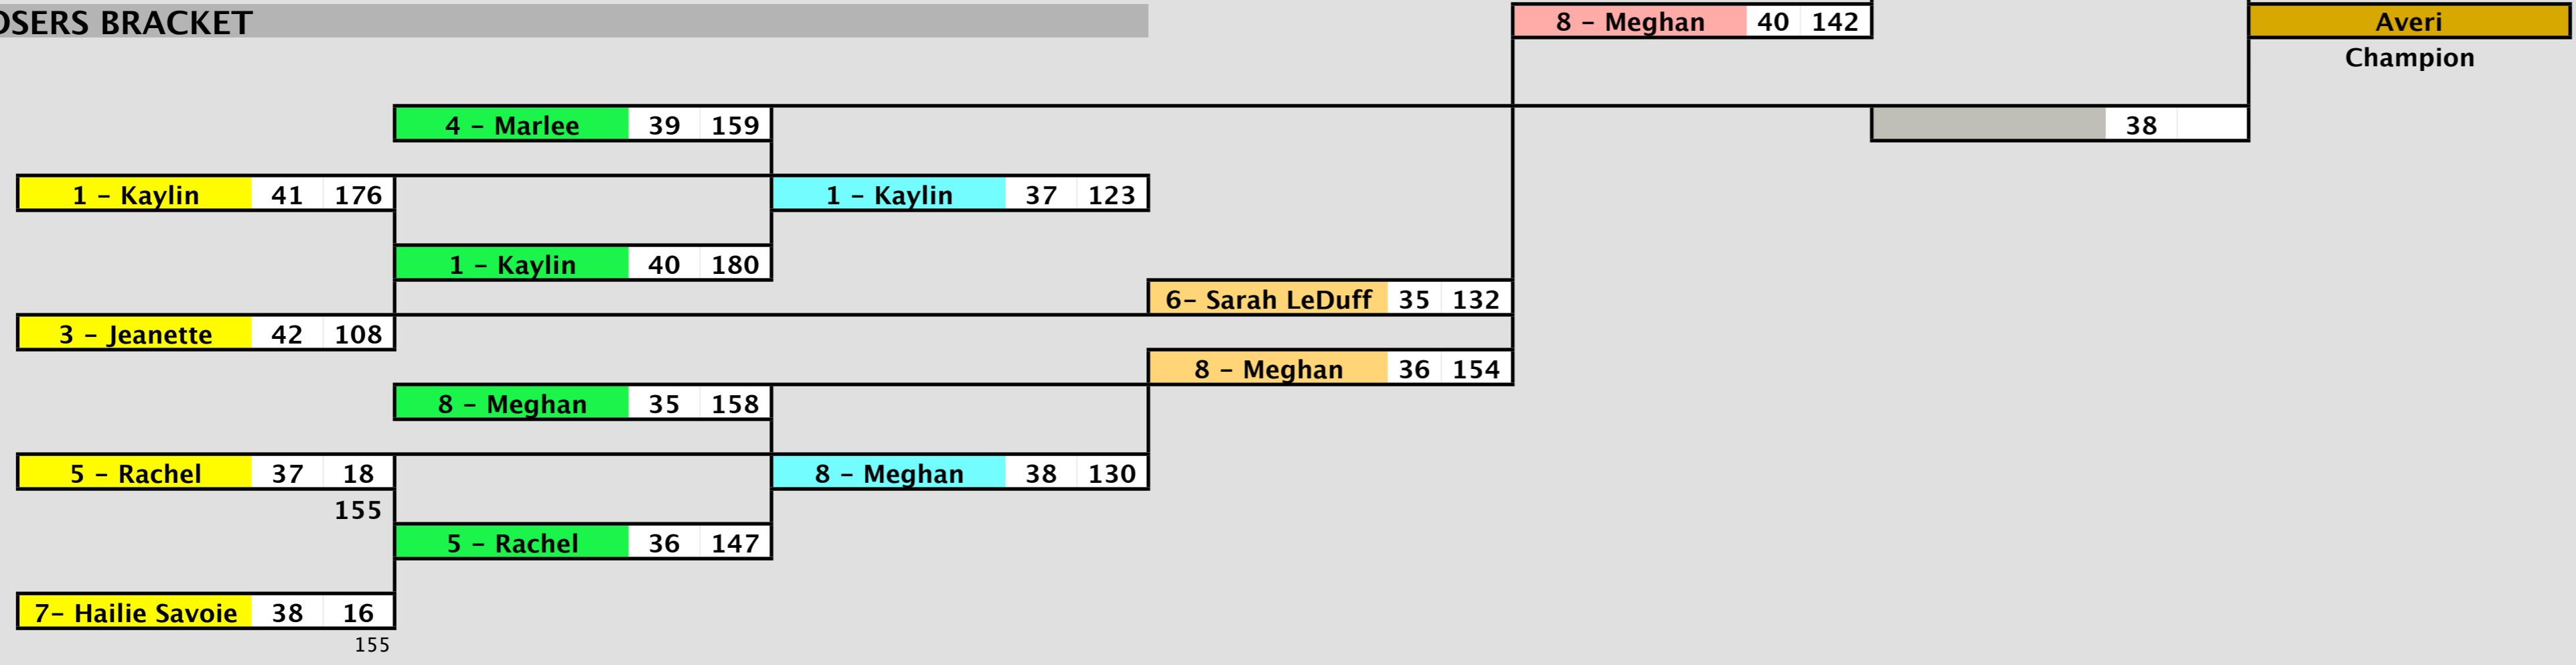 OSERS BRACKET
8 – Meghan 40 142
Averi
Champion
4 – Marlee 39 159
38
1 – Kaylin 41 176
1 – Kaylin 37 123
1 – Kaylin 40 180
6– Sarah LeDuff 35 132
3 – Jeanette 42 108
8 – Meghan 36 154
8 – Meghan 35 158
5 – Rachel 37 18
8 – Meghan 38 130
155
5 – Rachel 36 147
7– Hailie Savoie 38 16
155